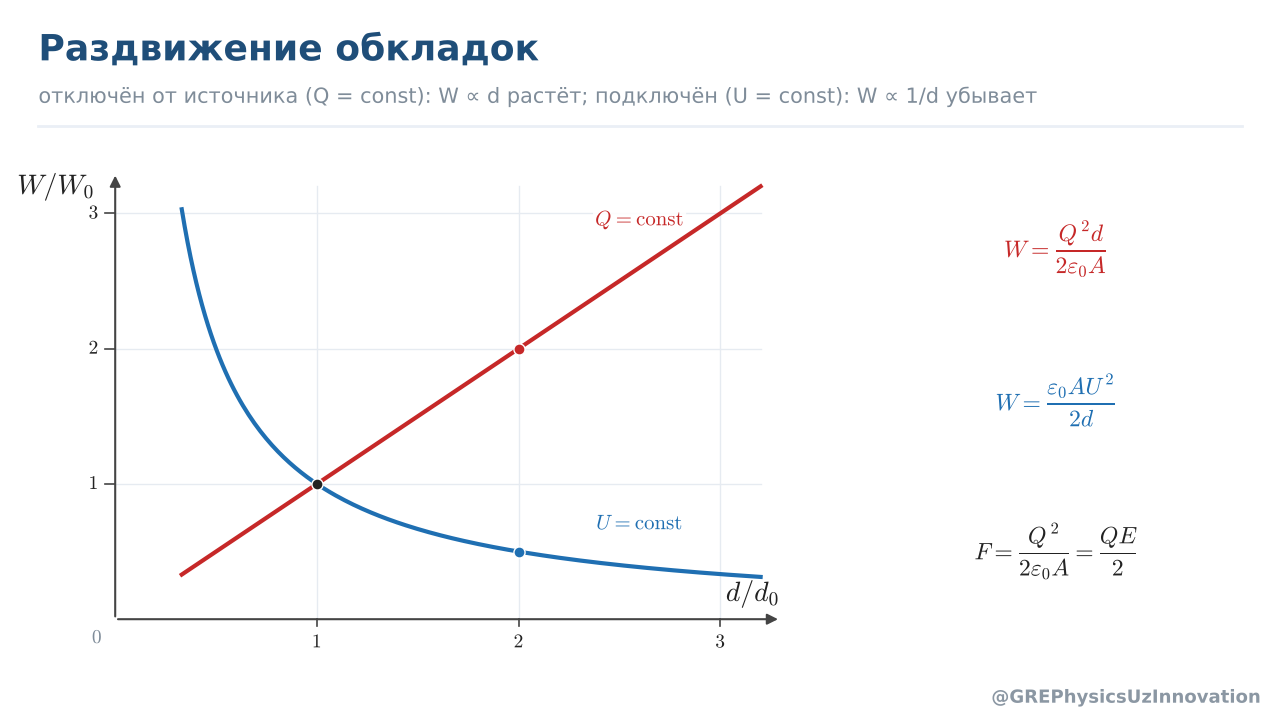 Раздвижение обкладок
отключён от источника (Q = const): W ∝ d растёт; подключён (U = const): W ∝ 1/d убывает
W/W₀
3
2
1
0
1
2
3
d/d₀
Q = const
U = const
W = Q²d / 2ε₀A
W = ε₀AU² / 2d
F = Q² / 2ε₀A = QE / 2
@GREPhysicsUzInnovation